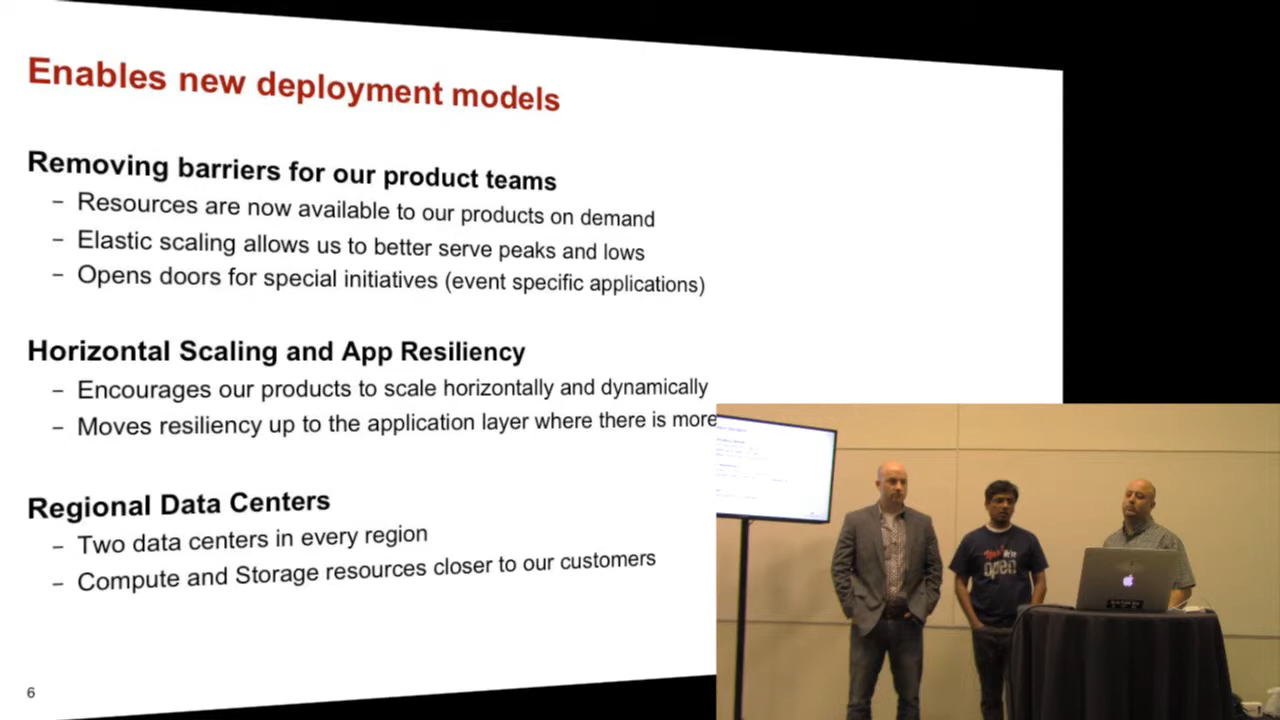 Enables new deployment models
Removing barriers for our product teams
– Resources are now available to our products on demand
– Elastic scaling allows us to better serve peaks and lows
– Opens doors for special initiatives (event specific applications)
Horizontal Scaling and App Resiliency
– Encourages our products to scale horizontally and dynamically
– Moves resiliency up to the application layer where there is more
Regional Data Centers
– Two data centers in every region
– Compute and Storage resources closer to our customers
6
open